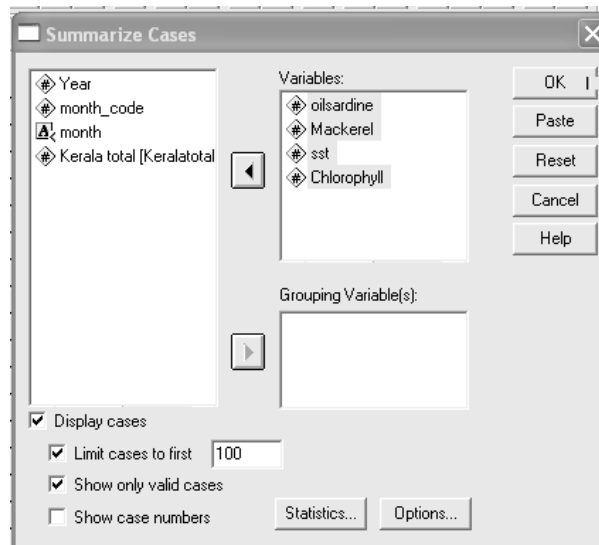 Summarize Cases
Year
month_code
month
Kerala total [Keralatotal
Variables:
oilsardine
Mackerel
sst
Chlorophyll
Grouping Variable(s):
OK
Paste
Reset
Cancel
Help
Display cases
Limit cases to first 100
Show only valid cases
Show case numbers
Statistics...
Options...